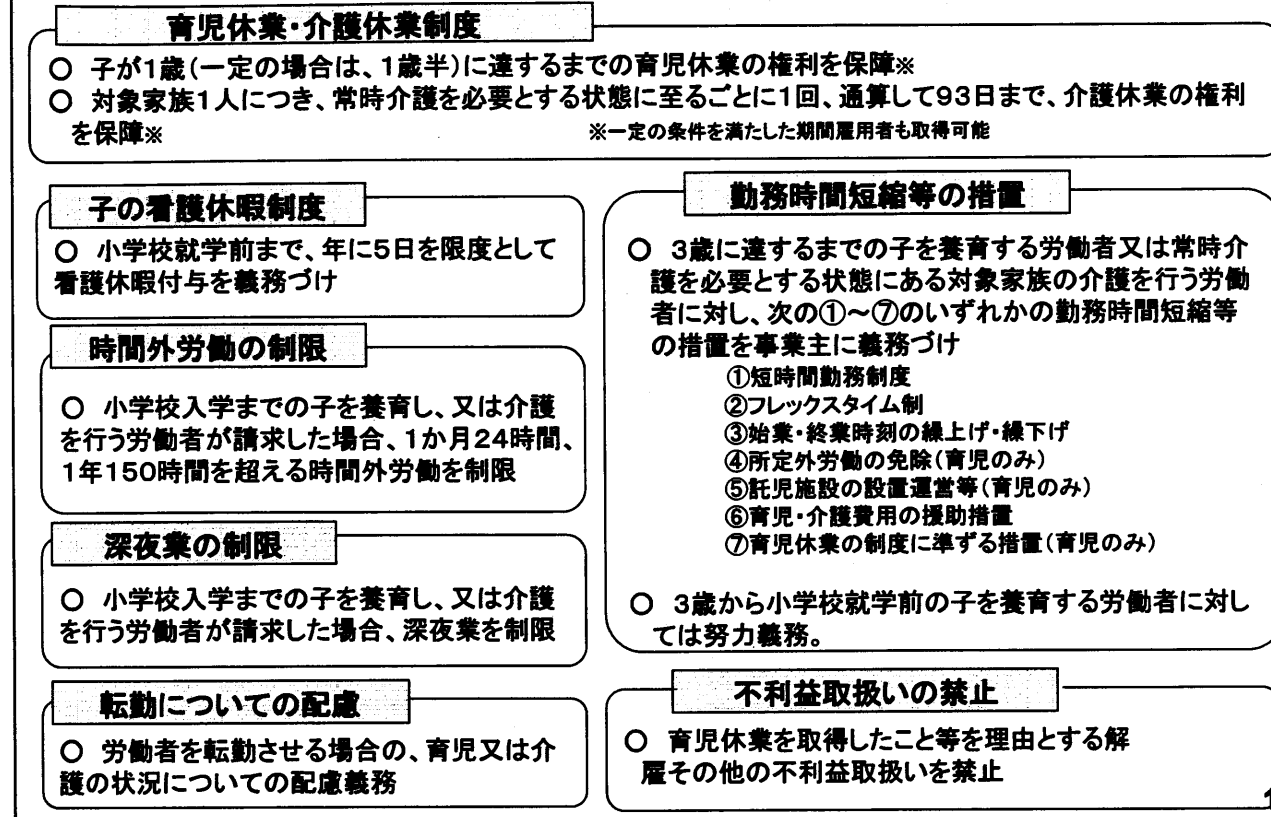 育児休業・介護休業制度
○ 子が1歳(一定の場合は、1歳半)に達するまでの育児休業の権利を保障※
○ 対象家族1人につき、常時介護を必要とする状態に至るごとに1回、通算して93日まで、介護休業の権利
を保障※
※一定の条件を満たした期間雇用者も取得可能
子の看護休暇制度
○ 小学校就学前まで、年に5日を限度として
看護休暇付与を義務づけ
時間外労働の制限
○ 小学校入学までの子を養育し、又は介護
を行う労働者が請求した場合、1か月24時間、
1年150時間を超える時間外労働を制限
深夜業の制限
○ 小学校入学までの子を養育し、又は介護
を行う労働者が請求した場合、深夜業を制限
転勤についての配慮
○ 労働者を転勤させる場合の、育児又は介
護の状況についての配慮義務
勤務時間短縮等の措置
○ 3歳に達するまでの子を養育する労働者又は常時介
護を必要とする状態にある対象家族の介護を行う労働
者に対し、次の①~⑦のいずれかの勤務時間短縮等
の措置を事業主に義務づけ
①短時間勤務制度
②フレックスタイム制
③始業・終業時刻の繰上げ・繰下げ
④所定外労働の免除(育児のみ)
⑤託児施設の設置運営等(育児のみ)
⑥育児・介護費用の援助措置
⑦育児休業の制度に準ずる措置(育児のみ)
○ 3歳から小学校就学前の子を養育する労働者に対し
ては努力義務。
不利益取扱いの禁止
○ 育児休業を取得したこと等を理由とする解
雇その他の不利益取扱いを禁止
1